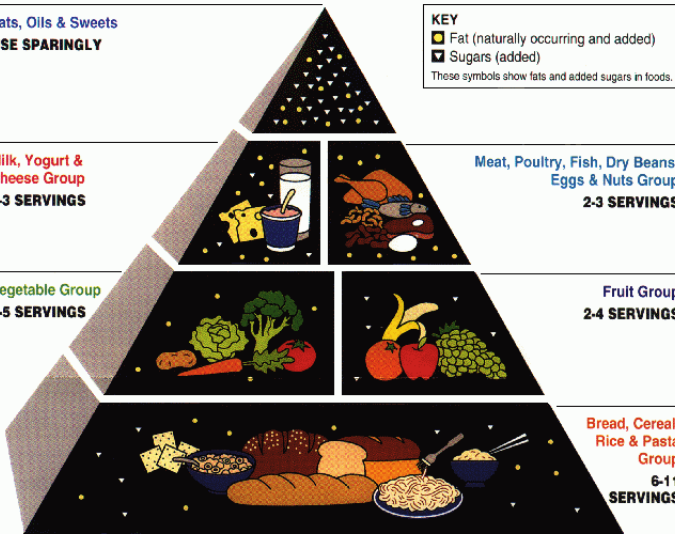 ats, Oils & Sweets
SE SPARINGLY
KEY
Fat (naturally occurring and added)
Sugars (added)
These symbols show fats and added sugars in foods.
ilk, Yogurt &
heese Group
-3 SERVINGS
Meat, Poultry, Fish, Dry Beans
Eggs & Nuts Group
2-3 SERVINGS
egetable Group
-5 SERVINGS
Fruit Group
2-4 SERVINGS
Bread, Cereal
Rice & Pasta
Group
6-11
SERVINGS